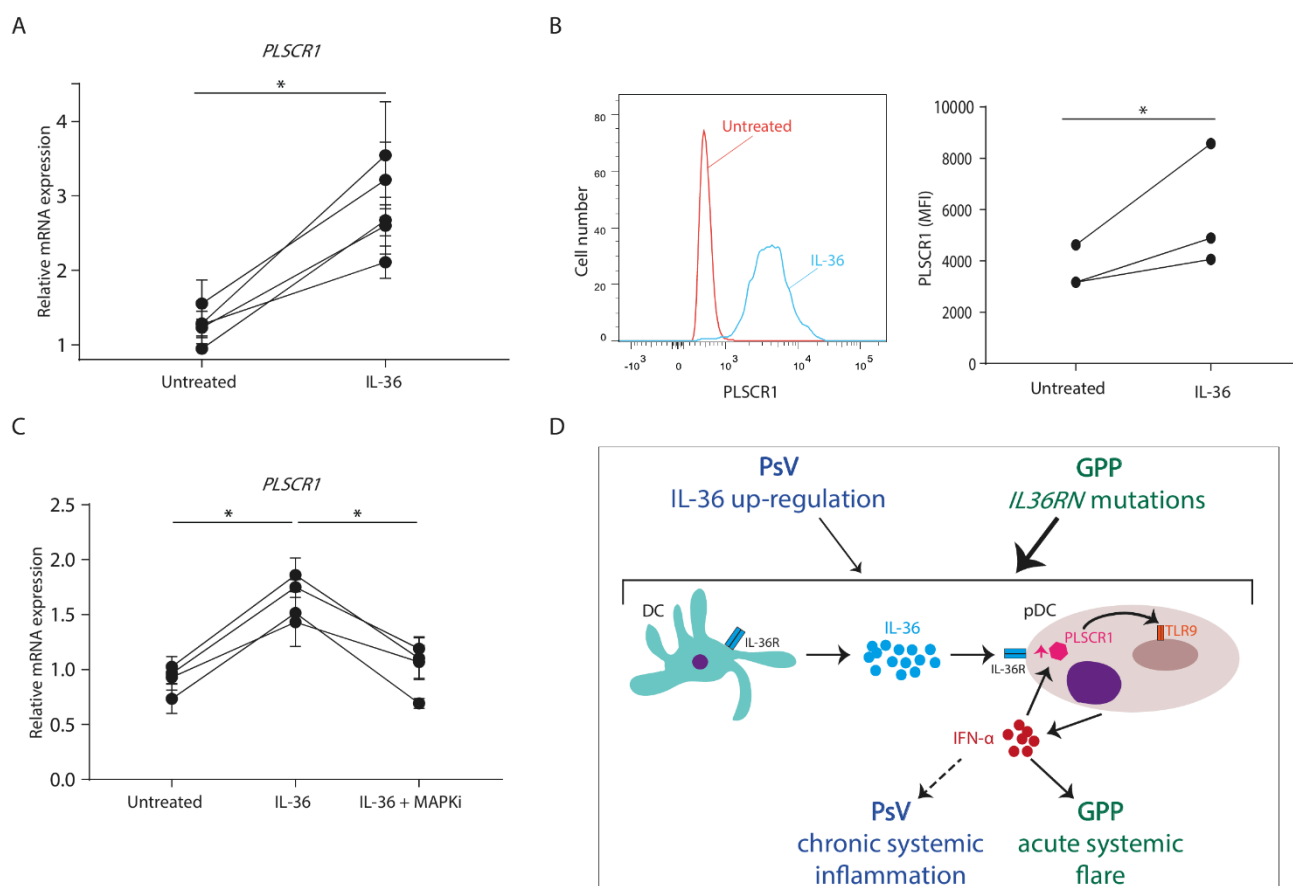 A
PLSCR1
*
Relative mRNA expression
4
3
2
1
Untreated
IL-36
B
Untreated
IL-36
Cell number
80
60
40
20
0
-10³
0
10³
10⁴
10⁵
PLSCR1
*
PLSCR1 (MFI)
10000
8000
6000
4000
2000
0
Untreated
IL-36
C
PLSCR1
*
*
Relative mRNA expression
2.5
2.0
1.5
1.0
0.5
0.0
Untreated
IL-36
IL-36 + MAPKi
D
PsV
IL-36 up-regulation
GPP
IL36RN mutations
DC
IL-36R
IL-36
pDC
PLSCR1
TLR9
IL-36R
IFN-α
PsV
chronic systemic
inflammation
GPP
acute systemic
flare